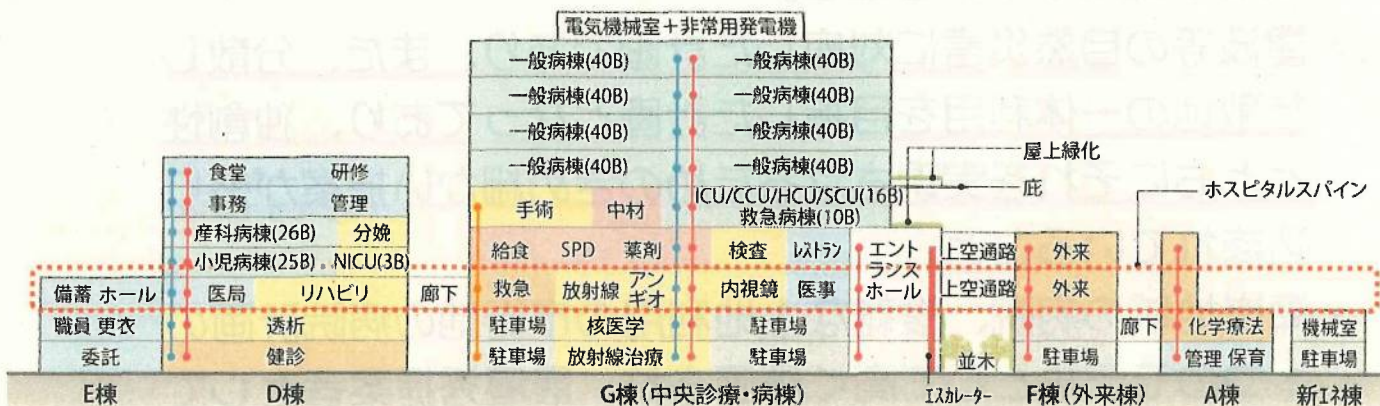 電気機械室+非常用発電機
一般病棟(40B) 一般病棟(40B)
一般病棟(40B) 一般病棟(40B)
一般病棟(40B) 一般病棟(40B)
一般病棟(40B) 一般病棟(40B)
屋上緑化
庇
ホスピタルスパイン
食堂 研修
事務 管理
産科病棟(26B) 分娩
小児病棟(25B) NICU(3B)
備蓄 ホール 医局 リハビリ 廊下
職員 更衣 透析
委託 健診
手術 中材 ICU/CCU/HCU/SCU(16B)
救急病棟(10B)
給食 SPD 薬剤 検査 レストラン
救急 放射線 アン
ギオ 内視鏡 医事
駐車場 核医学 駐車場
駐車場 放射線治療 駐車場
エント
ランス
ホール
上空通路 外来
上空通路 外来
廊下 化学療法 機械室
並木 駐車場 管理 保育 駐車場
E棟 D棟 G棟(中央診療・病棟) エスカレーター F棟(外来棟) A棟 新エネ棟